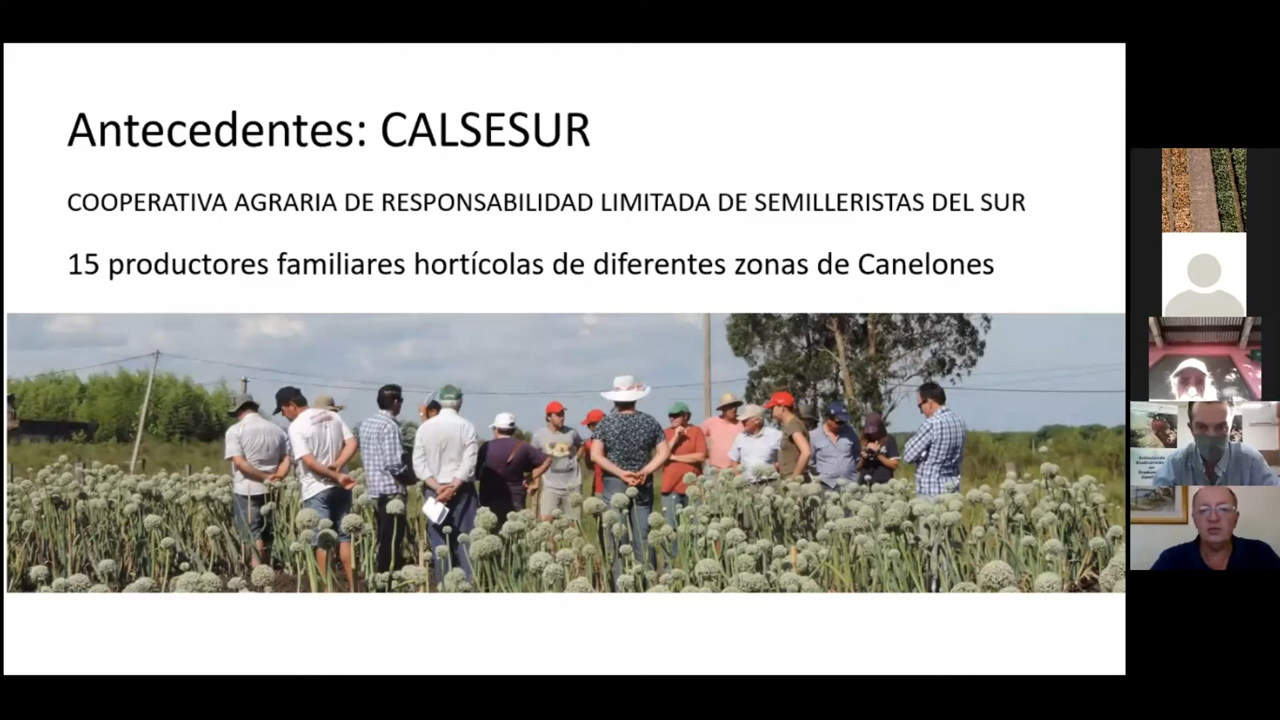 Antecedentes: CALSESUR
COOPERATIVA AGRARIA DE RESPONSABILIDAD LIMITADA DE SEMILLERISTAS DEL SUR
15 productores familiares hortícolas de diferentes zonas de Canelones